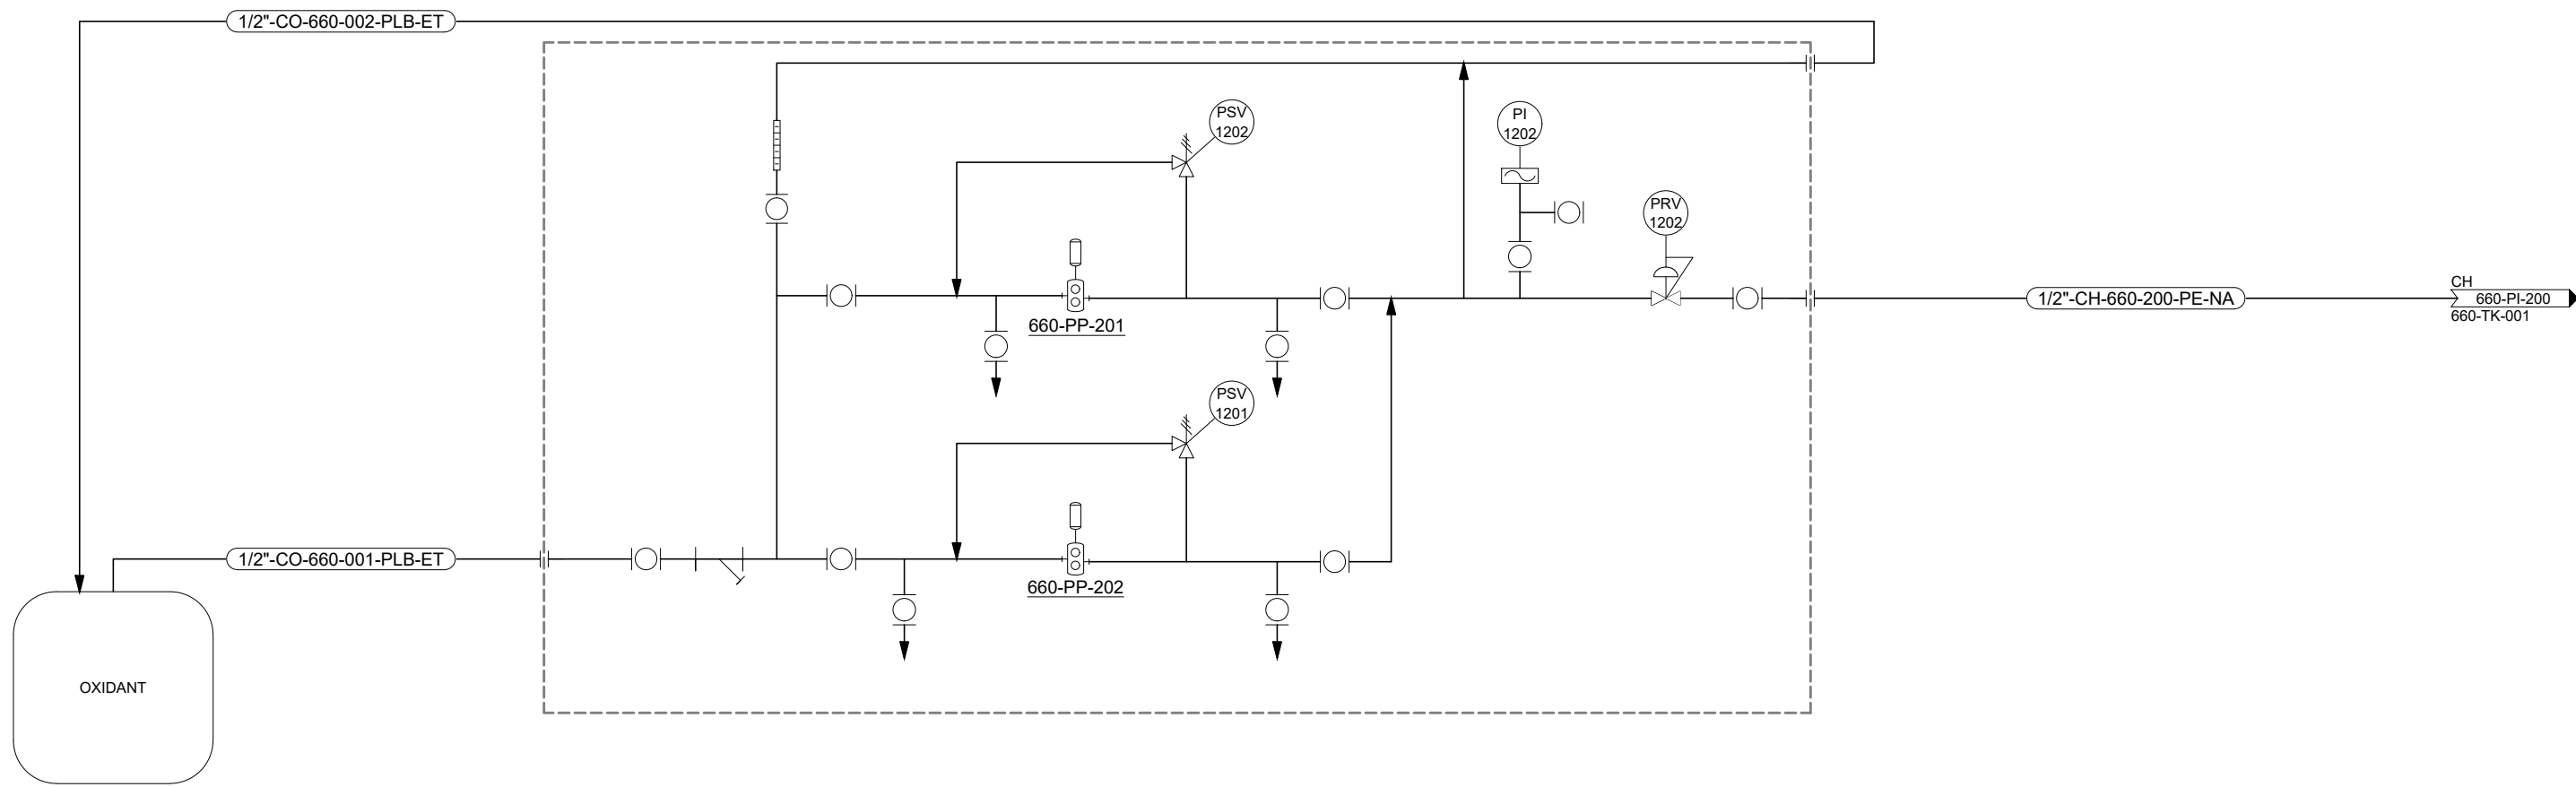 1/2"-CO-660-002-PLB-ET
PSV
1202
PI
1202
PRV
1202
660-PP-201
1/2"-CH-660-200-PE-NA
CH
660-PI-200
660-TK-001
PSV
1201
1/2"-CO-660-001-PLB-ET
660-PP-202
OXIDANT